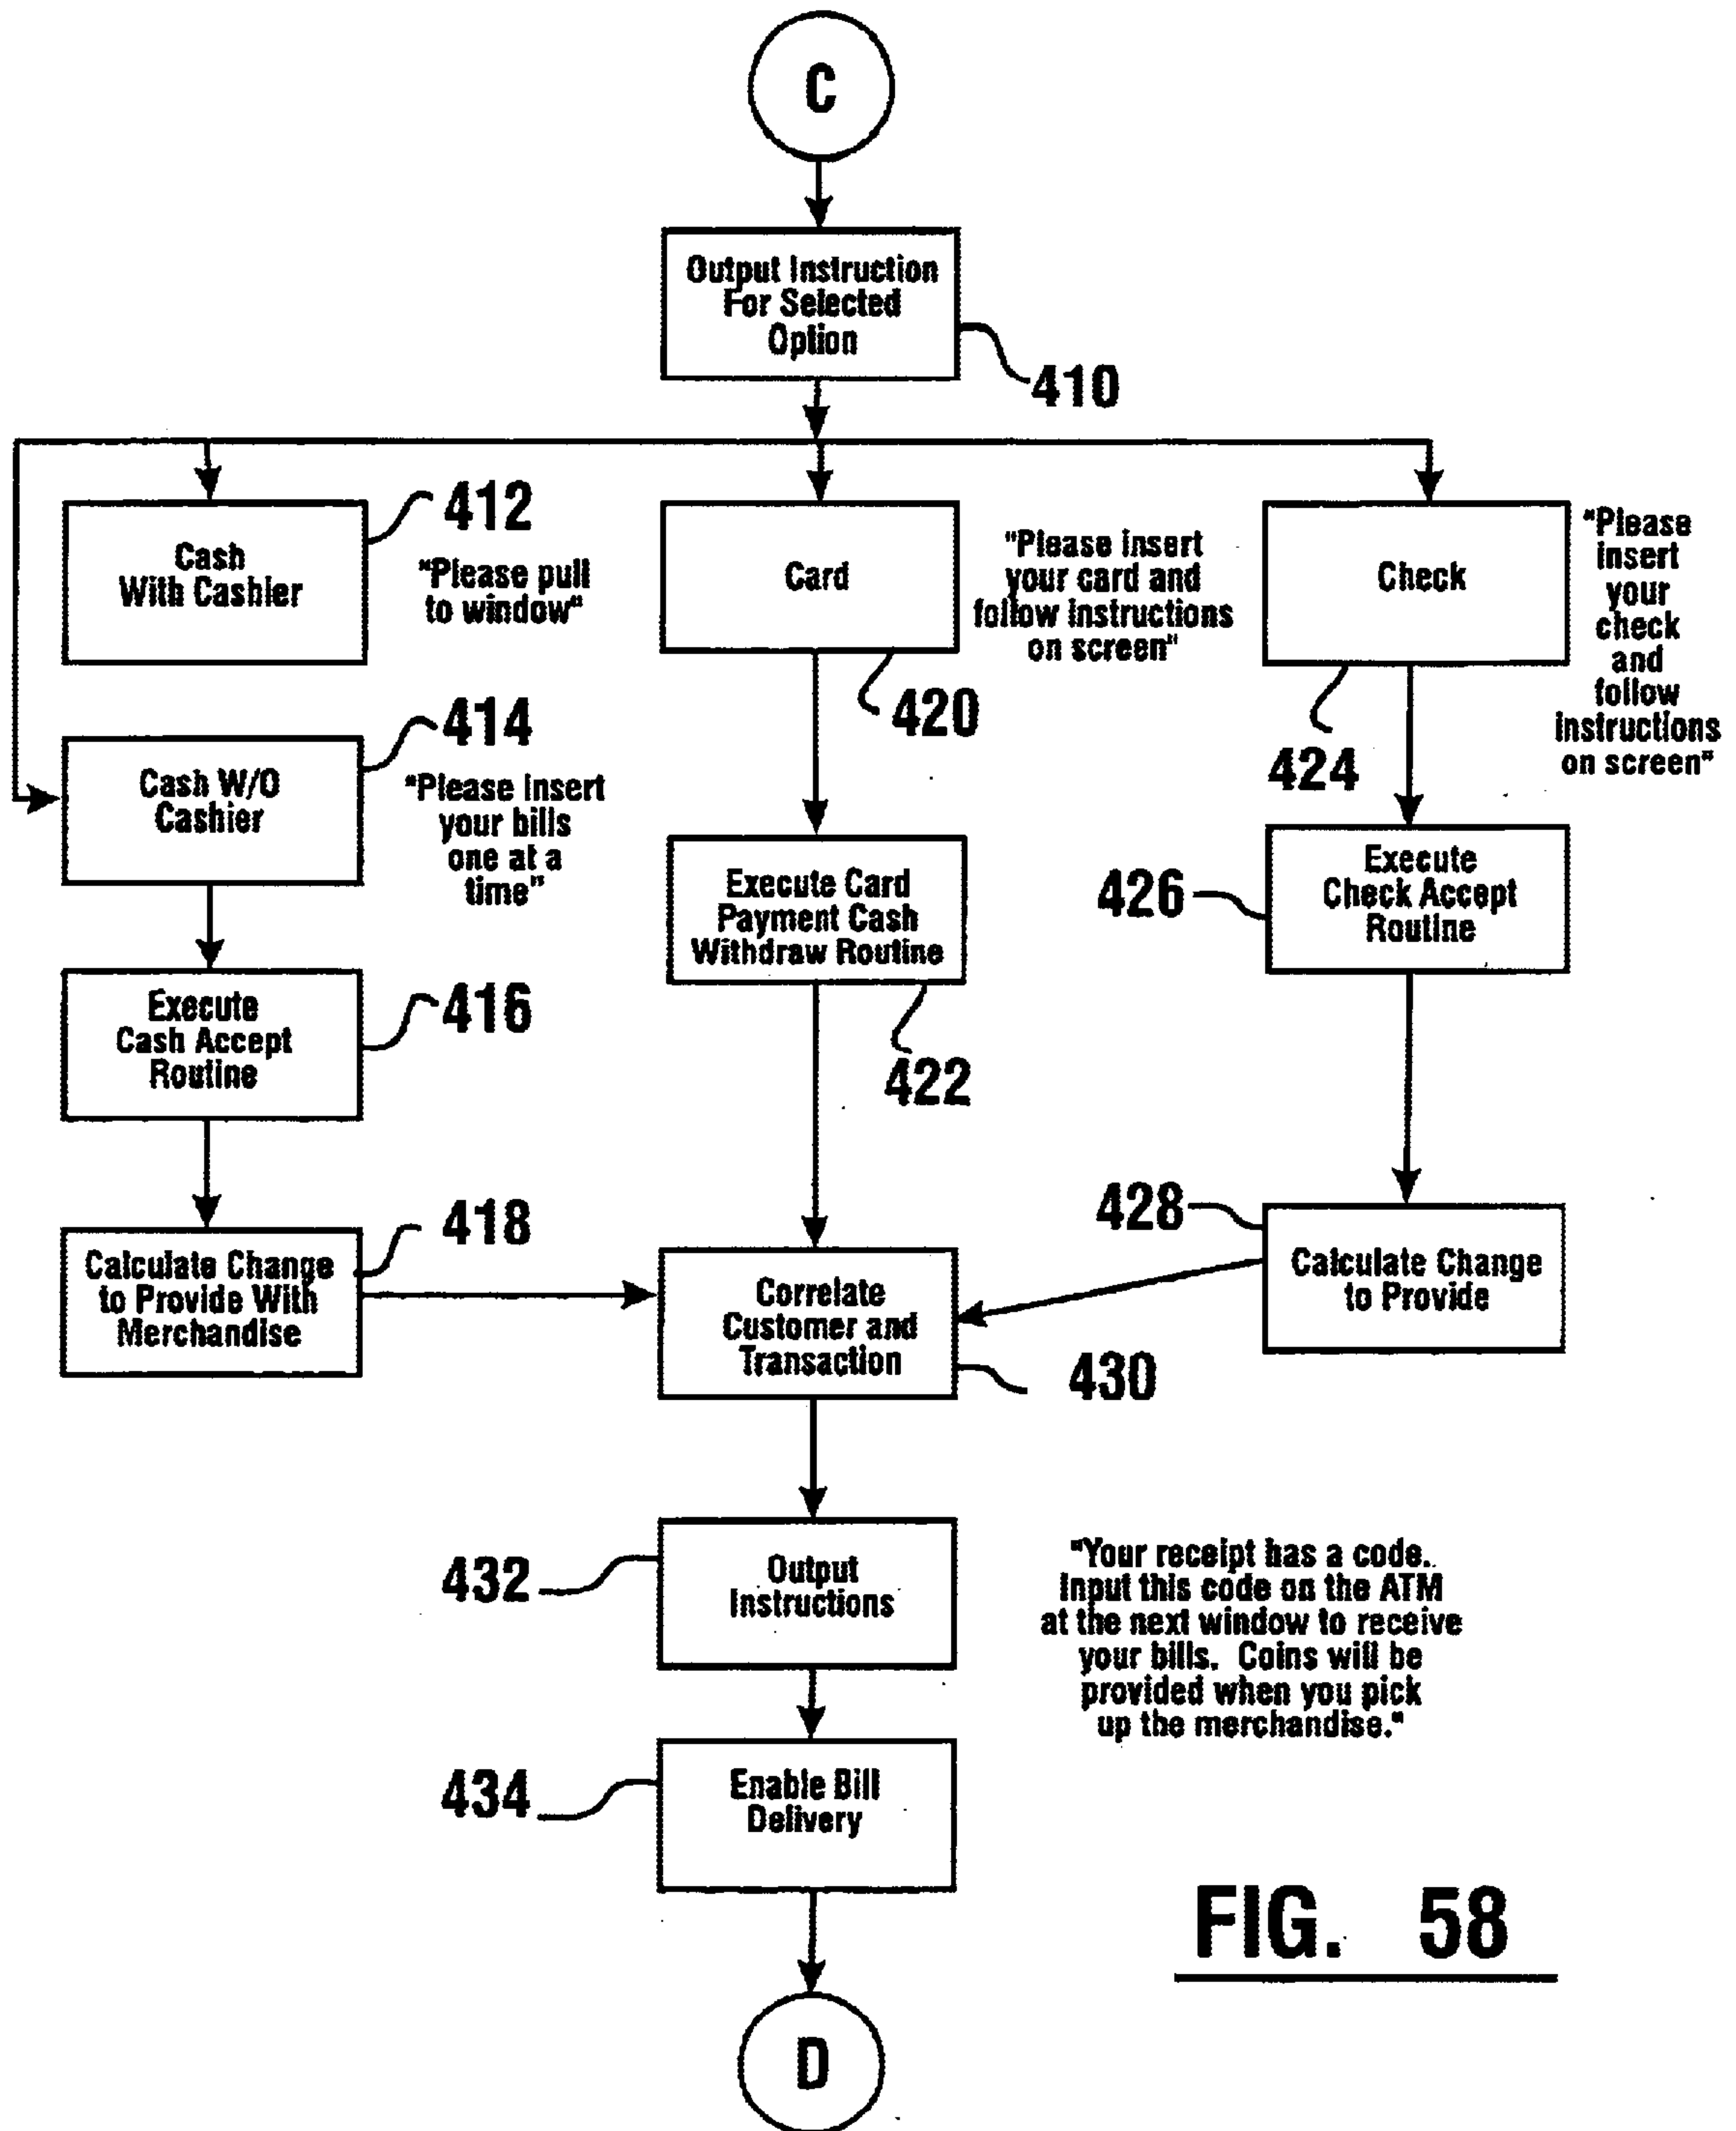 C
Output Instruction
For Selected
Option
410
412
Cash
With Cashier
"Please pull
to window"
Card
"Please insert
your card and
follow instructions
on screen"
420
Check
"Please
insert
your
check
and
follow
instructions
on screen"
424
414
Cash W/O
Cashier
"Please insert
your bills
one at a
time"
Execute Card
Payment Cash
Withdraw Routine
422
426
Execute
Check Accept
Routine
Execute
Cash Accept
Routine
416
418
Calculate Change
to Provide With
Merchandise
Correlate
Customer and
Transaction
430
428
Calculate Change
to Provide
432
Output
Instructions
"Your receipt has a code.
Input this code on the ATM
at the next window to receive
your bills. Coins will be
provided when you pick
up the merchandise."
434
Enable Bill
Delivery
D
FIG. 58